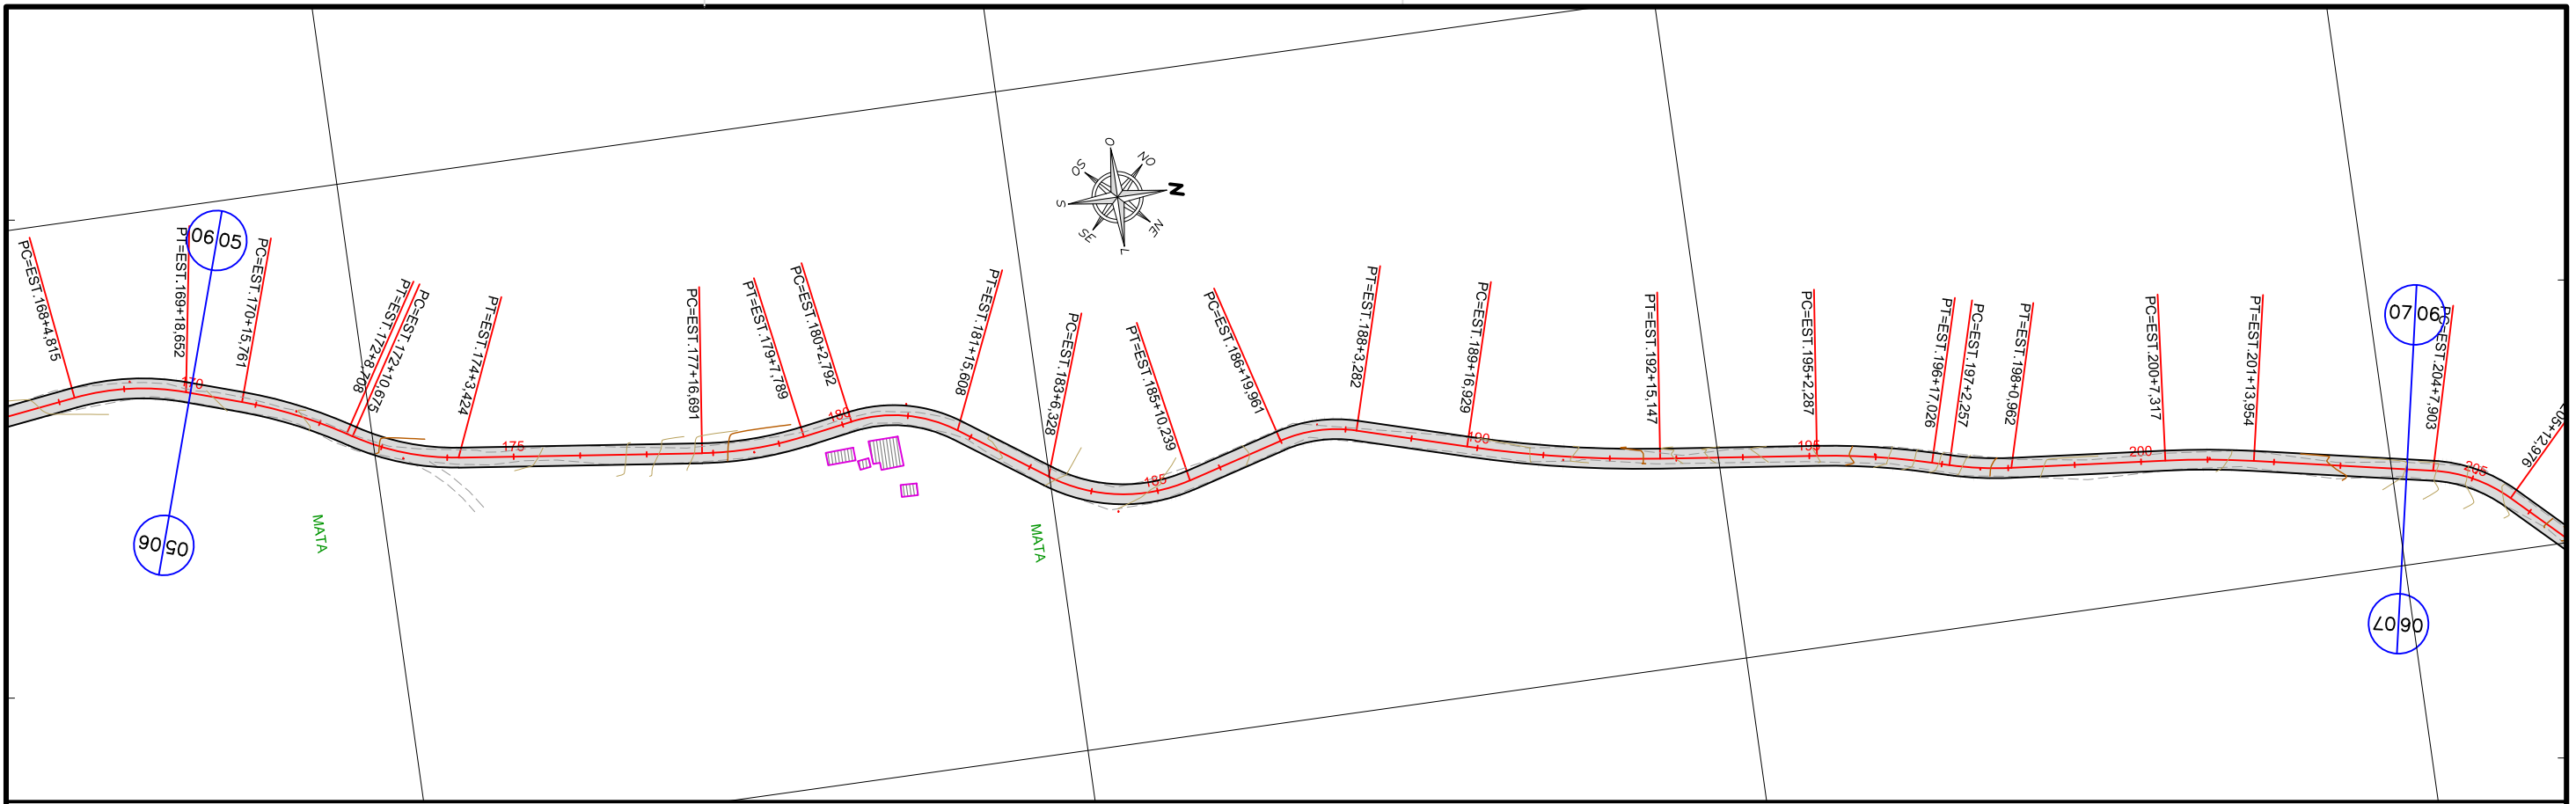 O
NO
N
NE
L
SE
S
SO
PC=EST.168+4,815
PT=EST.169+18,652
06 05
PC=EST.170+15,761
PT=EST.172+8,708
PC=EST.172+10,675
PT=EST.174+3,424
PC=EST.177+16,691
PT=EST.179+7,789
PC=EST.180+2,792
PT=EST.181+15,608
PC=EST.183+6,328
PT=EST.185+10,239
PC=EST.186+19,961
PT=EST.188+3,282
PC=EST.189+16,929
PT=EST.192+15,147
PC=EST.195+2,287
PT=EST.196+17,026
PC=EST.197+2,257
PT=EST.198+0,962
PC=EST.200+7,317
PT=EST.201+13,954
07 06
PC=EST.204+7,903
05+12,976
170
175
180
185
190
195
200
205
05 06
MATA
MATA
06 07